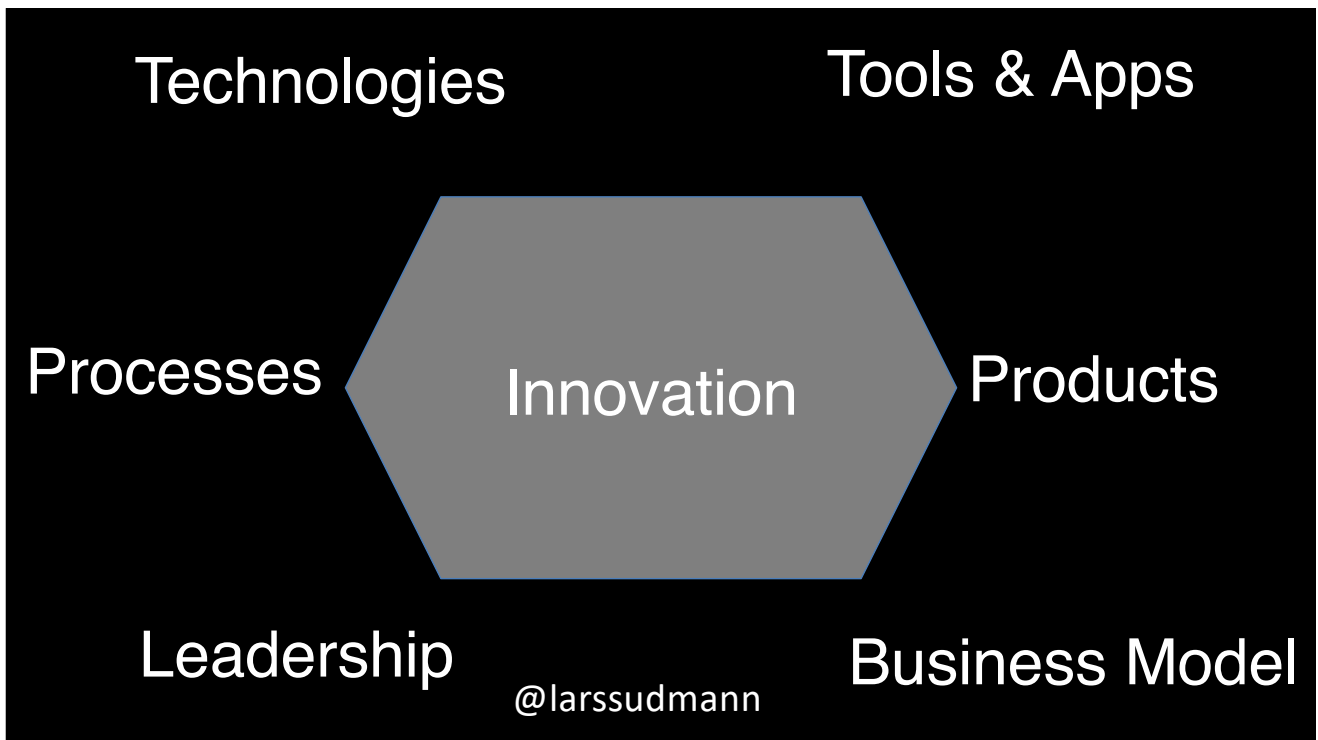 Technologies
Tools & Apps
Processes
Innovation
Products
Leadership
Business Model
@larssudmann